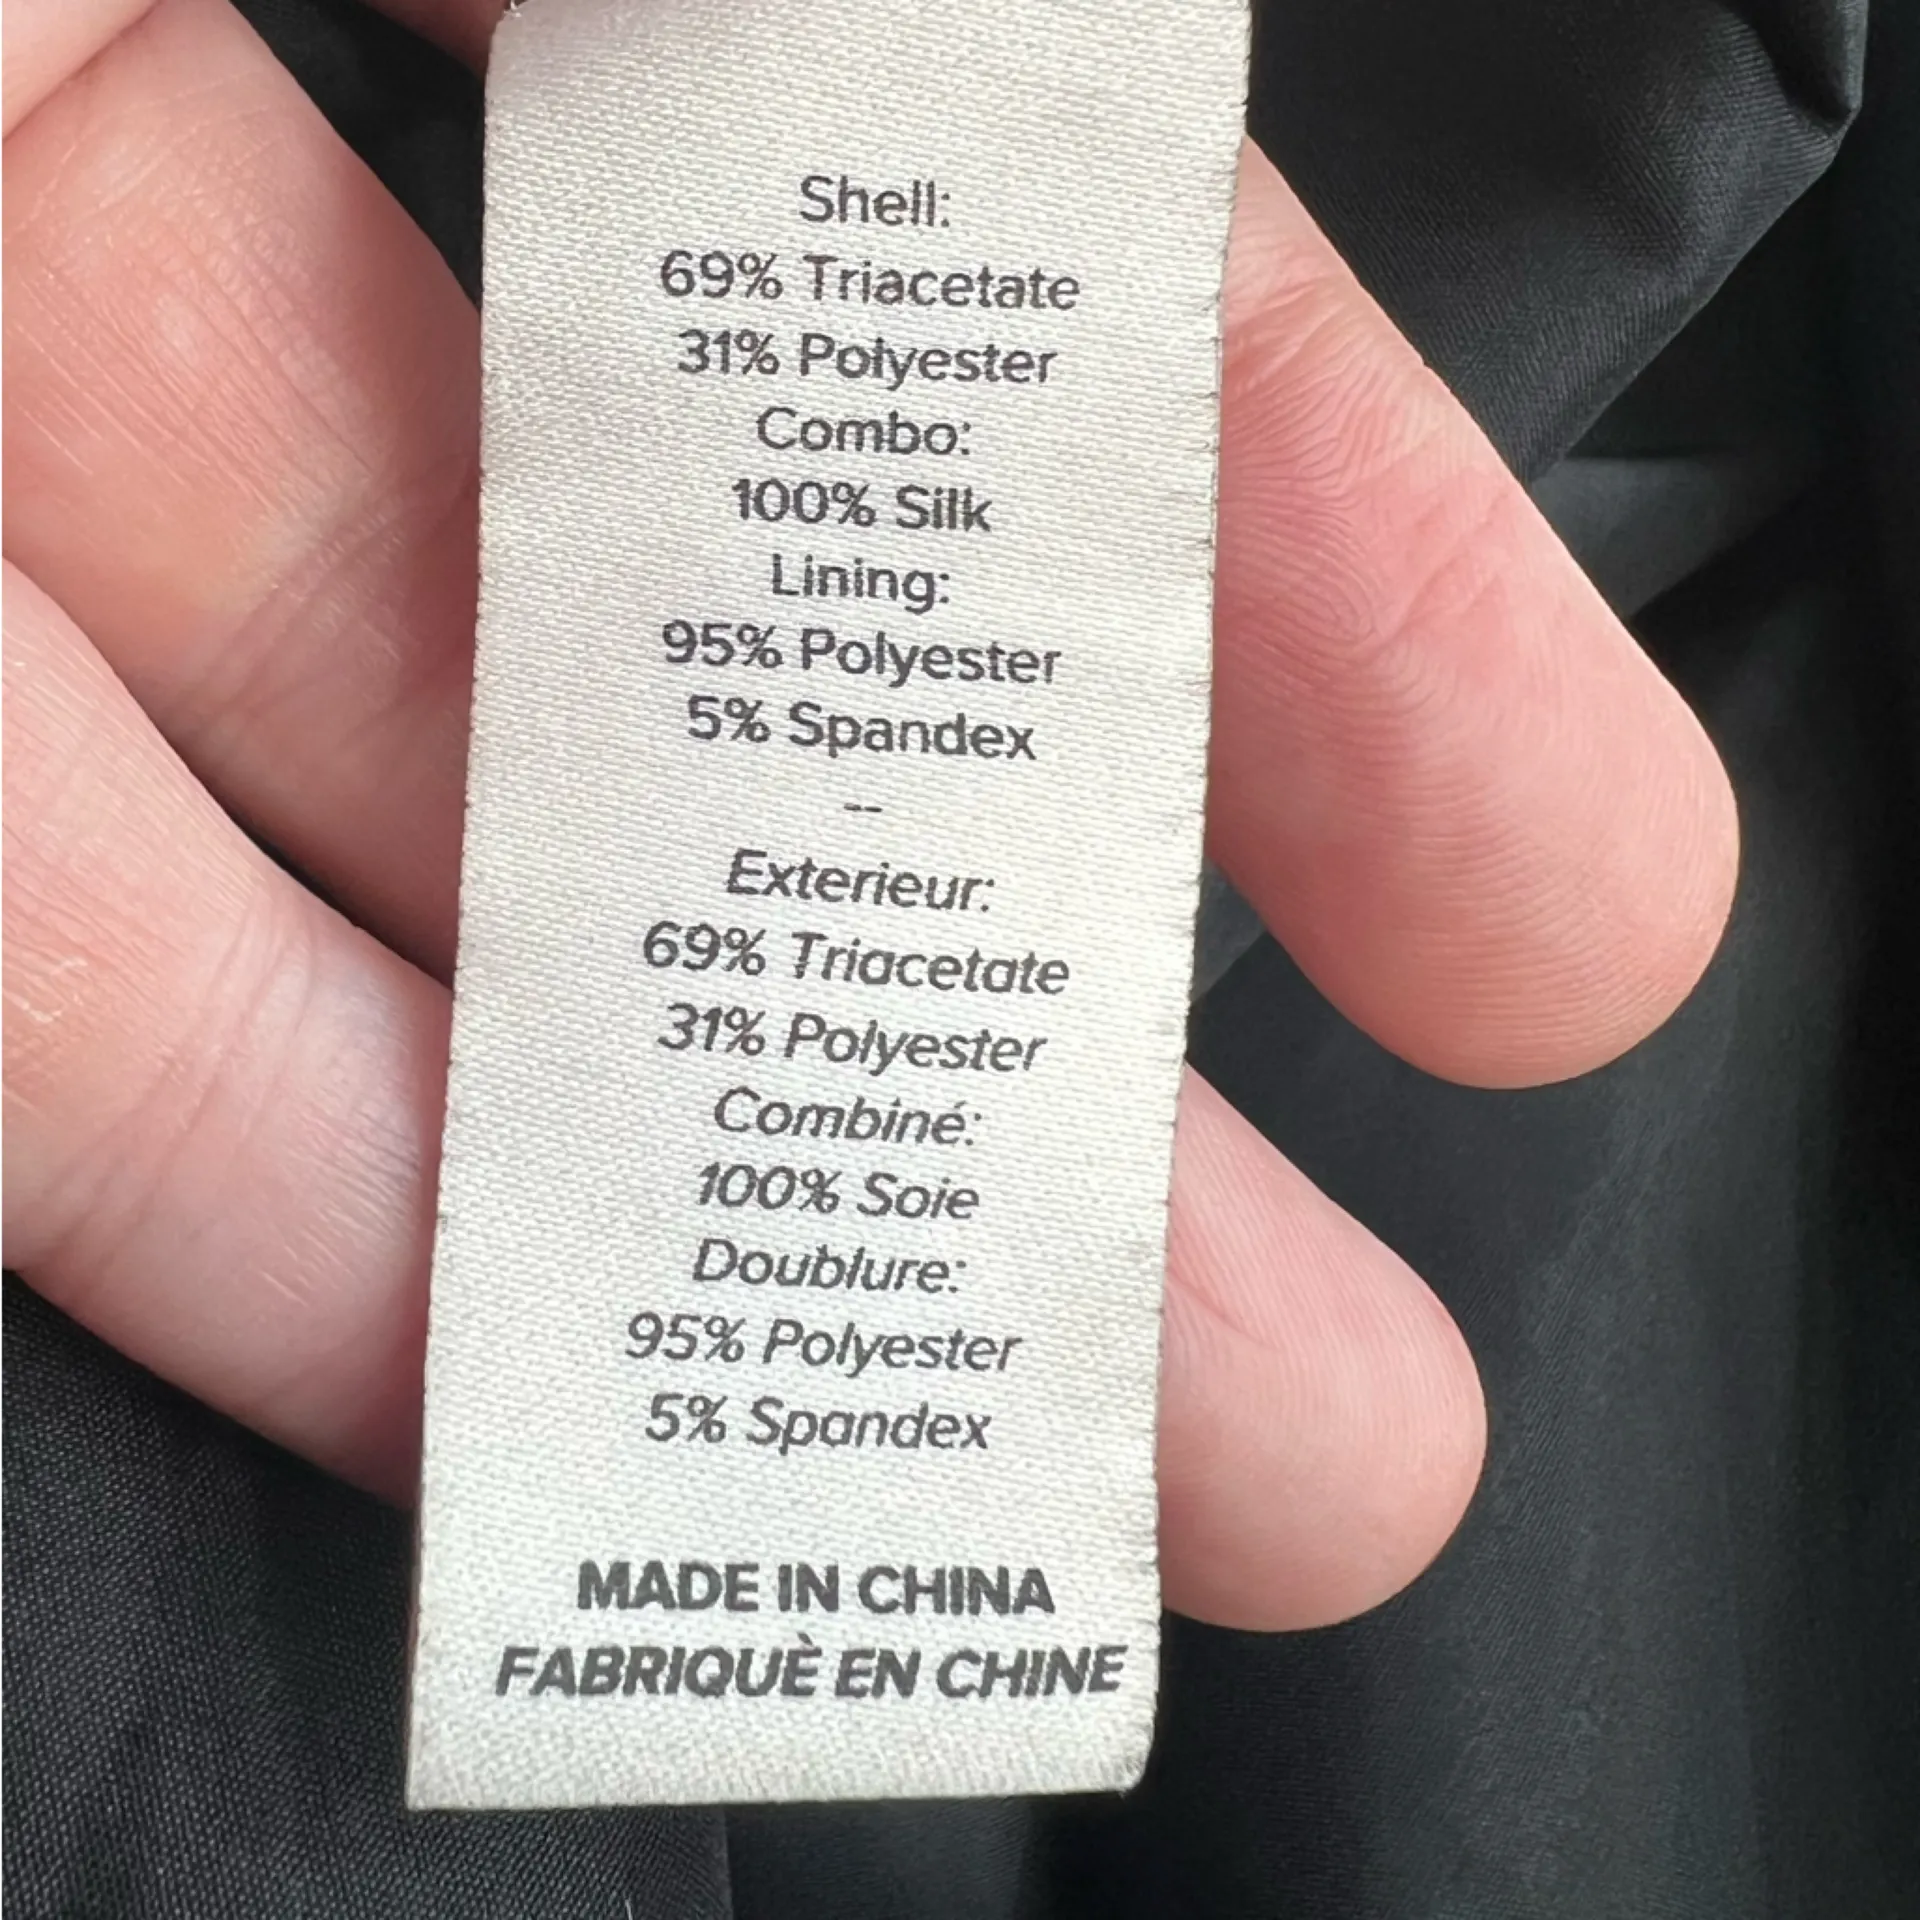 Shell:
69% Triacetate
31% Polyester
Combo:
100% Silk
Lining:
95% Polyester
5% Spandex
--
Exterieur:
69% Triacetate
31% Polyester
Combiné:
100% Soie
Doublure:
95% Polyester
5% Spandex
MADE IN CHINA
FABRIQUÈ EN CHINE